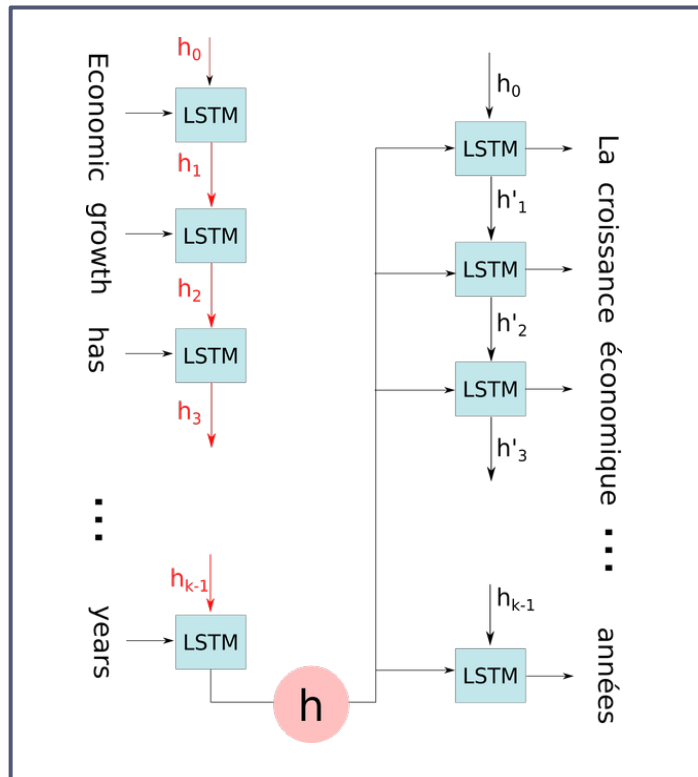 Economic growth has ... years
h0
LSTM
h1
LSTM
h2
LSTM
h3
hk-1
LSTM
h
h0
LSTM
h'1
LSTM
h'2
LSTM
h'3
hk-1
LSTM
La croissance économique ... années